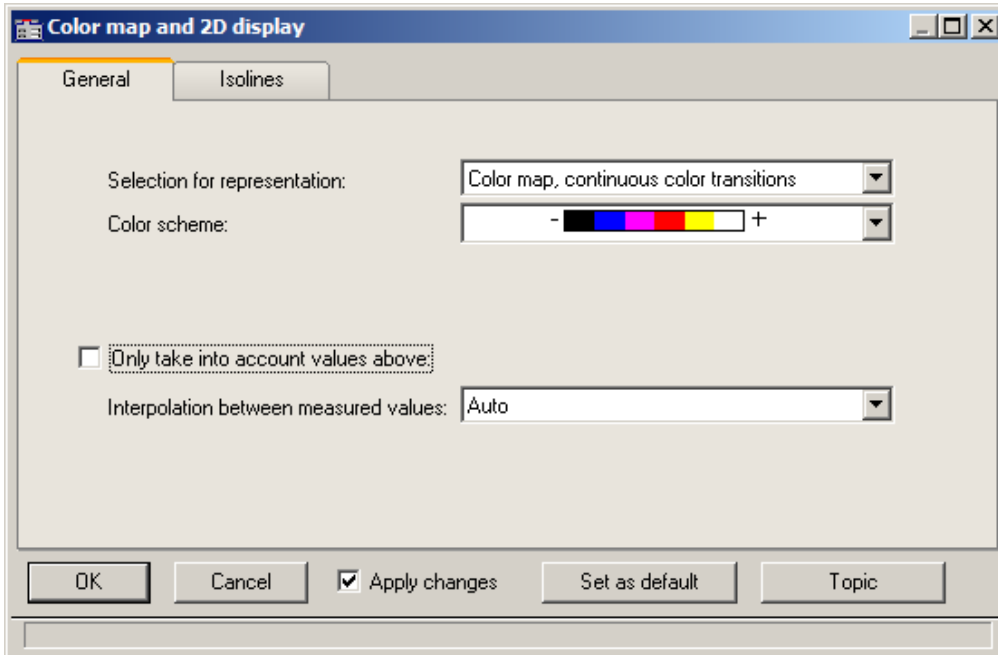 Color map and 2D display
General Isolines
Selection for representation: Color map, continuous color transitions
Color scheme: - +
Only take into account values above:
Interpolation between measured values: Auto
OK Cancel Apply changes Set as default Topic